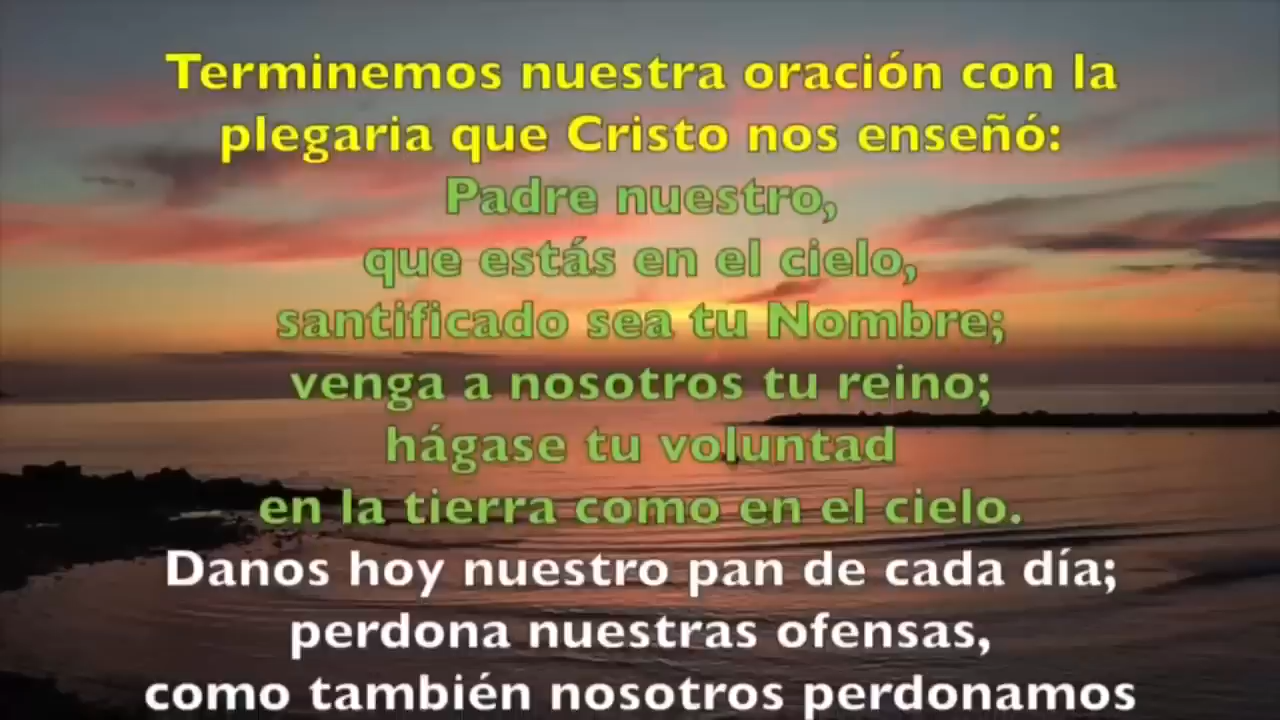 Terminemos nuestra oración con la
plegaria que Cristo nos enseñó:
Padre nuestro,
que estás en el cielo,
santificado sea tu Nombre;
venga a nosotros tu reino;
hágase tu voluntad
en la tierra como en el cielo.
Danos hoy nuestro pan de cada día;
perdona nuestras ofensas,
como también nosotros perdonamos